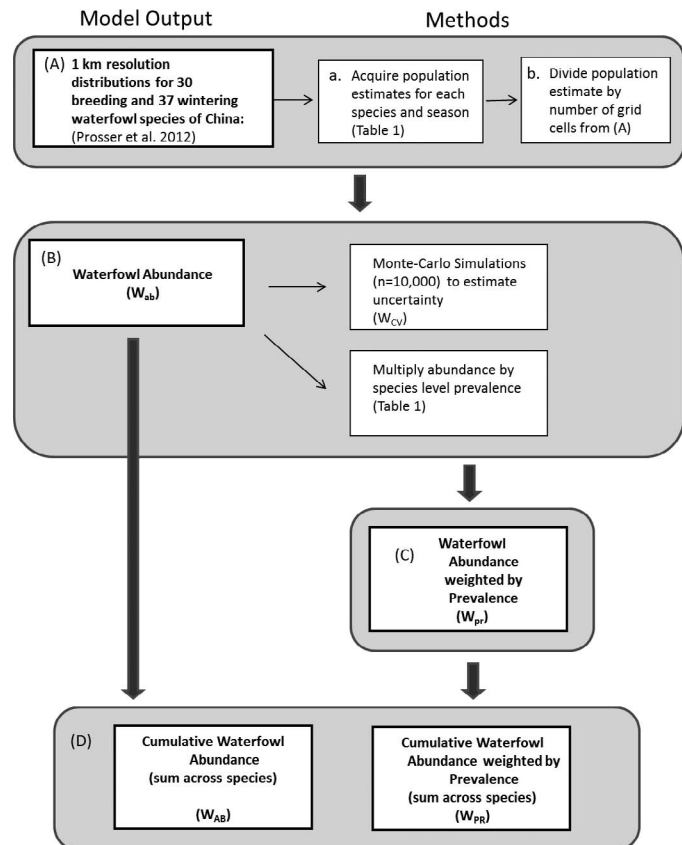 Model Output
Methods
(A) 1 km resolution
distributions for 30
breeding and 37 wintering
waterfowl species of China:
(Prosser et al. 2012)
a. Acquire population
estimates for each
species and season
(Table 1)
b. Divide population
estimate by
number of grid
cells from (A)
(B)
Waterfowl Abundance
(Wab)
Monte-Carlo Simulations
(n=10,000) to estimate
uncertainty
(WCV)
Multiply abundance by
species level prevalence
(Table 1)
(C)
Waterfowl
Abundance
weighted by
Prevalence
(Wpr)
(D)
Cumulative Waterfowl
Abundance
(sum across species)
(WAB)
Cumulative Waterfowl
Abundance weighted by
Prevalence
(sum across species)
(WPR)